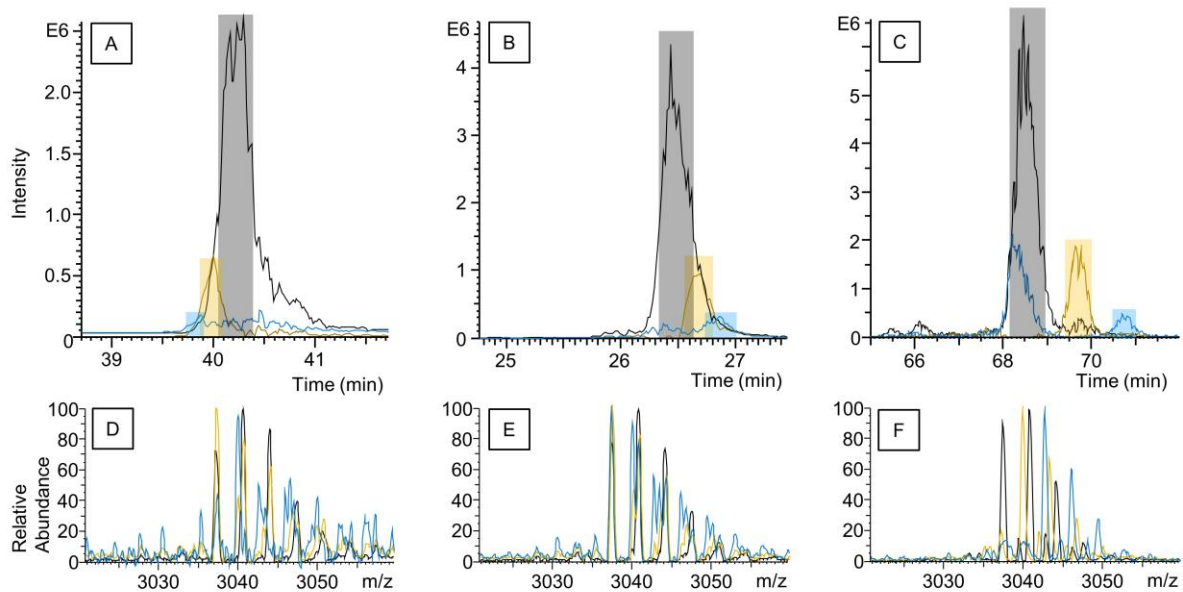 E6
A
2.0
1.5
1.0
0.5
0
39
40
41
Time (min)
Intensity
E6
B
4
3
2
1
0
25
26
27
Time (min)
E6
C
5
4
3
2
1
0
66
68
70
Time (min)
100
80
60
40
20
0
D
3030
3040
3050
m/z
Relative
Abundance
100
80
60
40
20
0
E
3030
3040
3050
m/z
100
80
60
40
20
0
F
3030
3040
3050
m/z